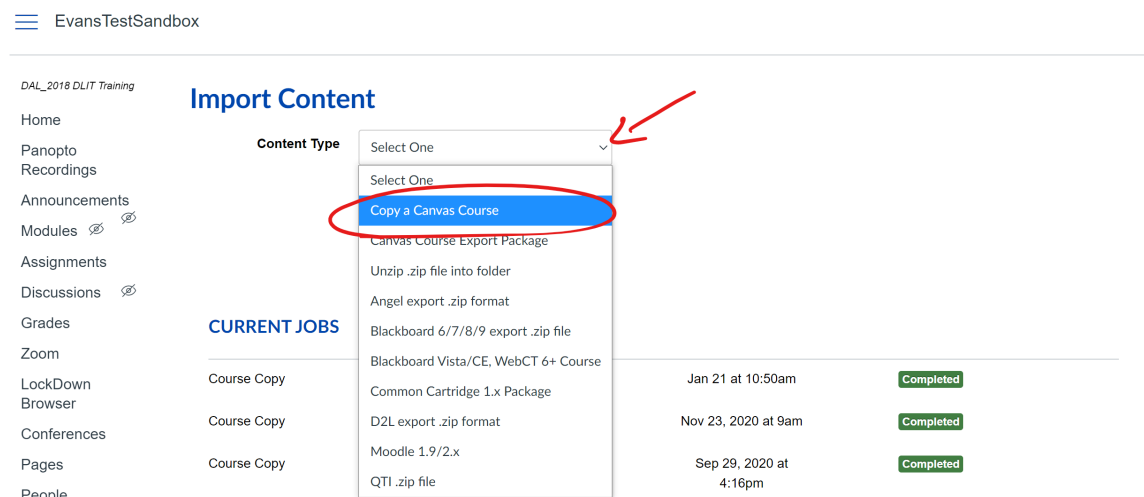 EvansTestSandbox
DAL_2018 DLIT Training
Home
Panopto
Recordings
Announcements
Modules
Assignments
Discussions
Grades
Zoom
LockDown
Browser
Conferences
Pages
People
Import Content
Content Type
Select One
Select One
Copy a Canvas Course
Canvas Course Export Package
Unzip .zip file into folder
Angel export .zip format
Blackboard 6/7/8/9 export .zip file
Blackboard Vista/CE, WebCT 6+ Course
Common Cartridge 1.x Package
D2L export .zip format
Moodle 1.9/2.x
QTI .zip file
CURRENT JOBS
Course Copy
Jan 21 at 10:50am
Completed
Course Copy
Nov 23, 2020 at 9am
Completed
Course Copy
Sep 29, 2020 at
4:16pm
Completed